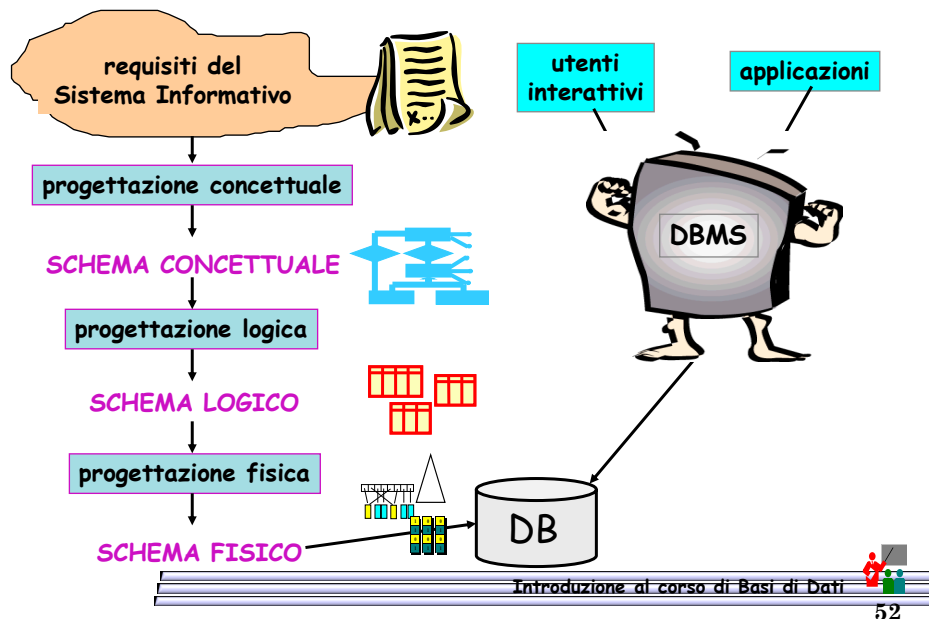 requisiti del
Sistema Informativo
progettazione concettuale
SCHEMA CONCETTUALE
progettazione logica
SCHEMA LOGICO
progettazione fisica
SCHEMA FISICO
utenti
interattivi
applicazioni
DBMS
DB
Introduzione al corso di Basi di Dati
52